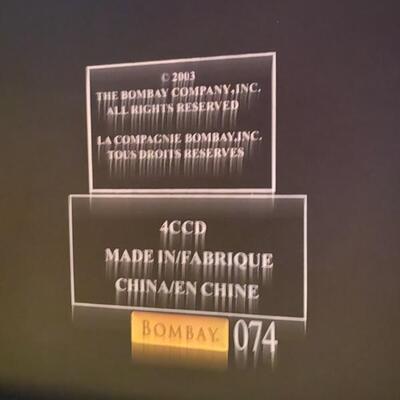 © 2003
THE BOMBAY COMPANY, INC.
ALL RIGHTS RESERVED
LA COMPAGNIE BOMBAY, INC.
TOUS DROITS RESERVES
4CCD
MADE IN/FABRIQUE
CHINA/EN CHINE
BOMBAY 074